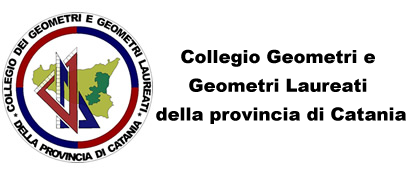 COLLEGIO DEI GEOMETRI E GEOMETRI LAUREATI
* DELLA PROVINCIA DI CATANIA *
Collegio Geometri e
Geometri Laureati
della provincia di Catania